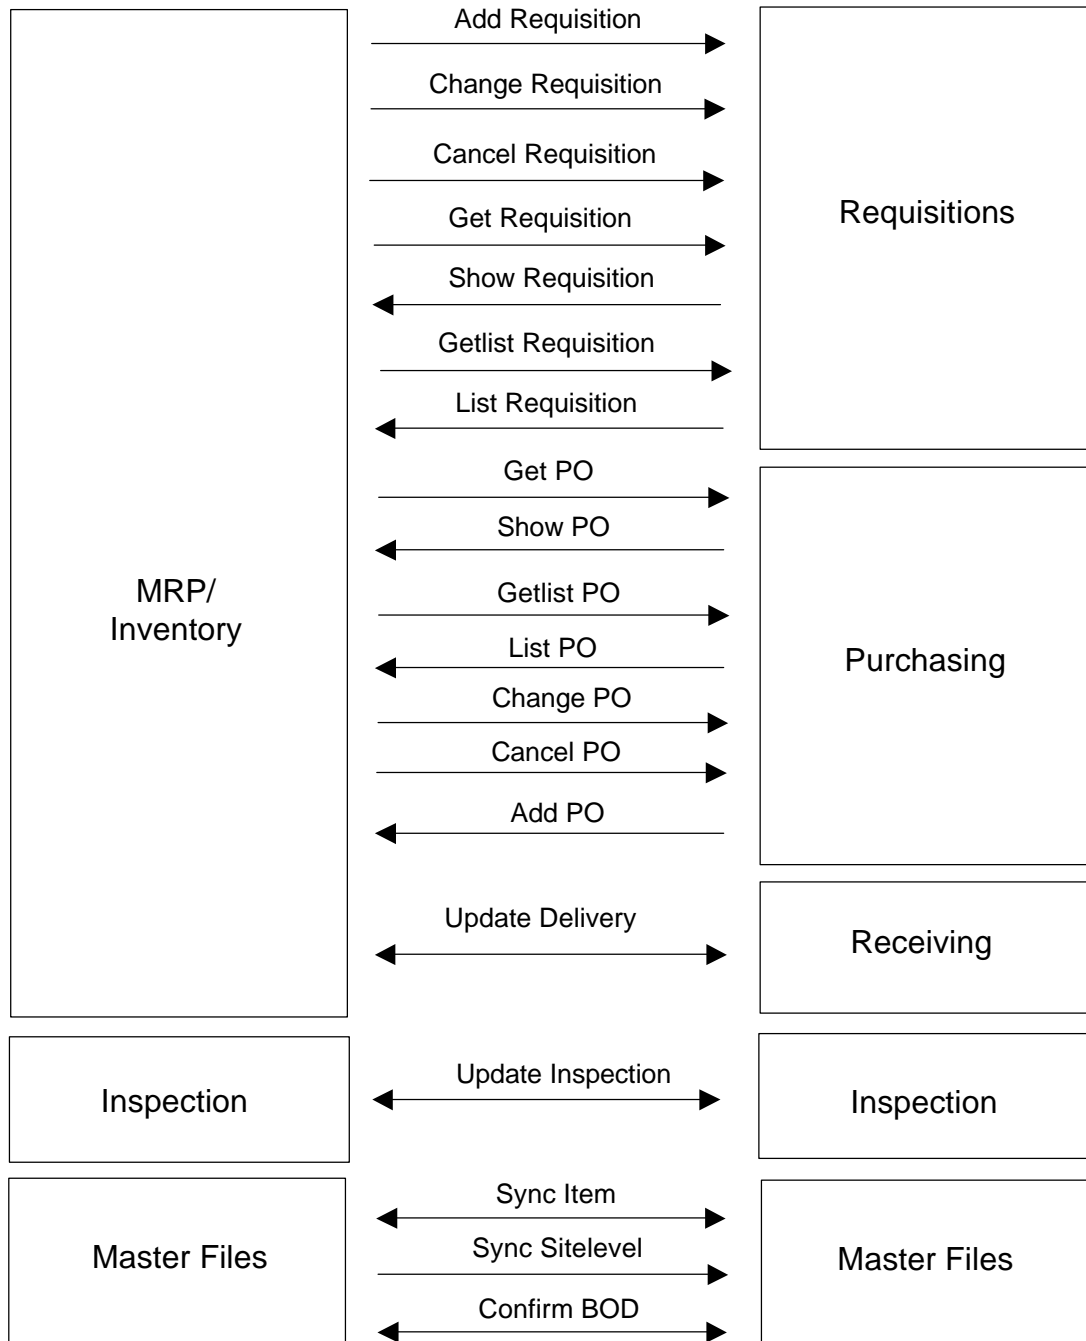 Add Requisition
Change Requisition
Cancel Requisition
Get Requisition
Show Requisition
Getlist Requisition
List Requisition
Requisitions
Get PO
Show PO
Getlist PO
List PO
Change PO
Cancel PO
Add PO
MRP/
Inventory
Purchasing
Update Delivery
Receiving
Inspection
Update Inspection
Inspection
Master Files
Sync Item
Sync Sitelevel
Confirm BOD
Master Files